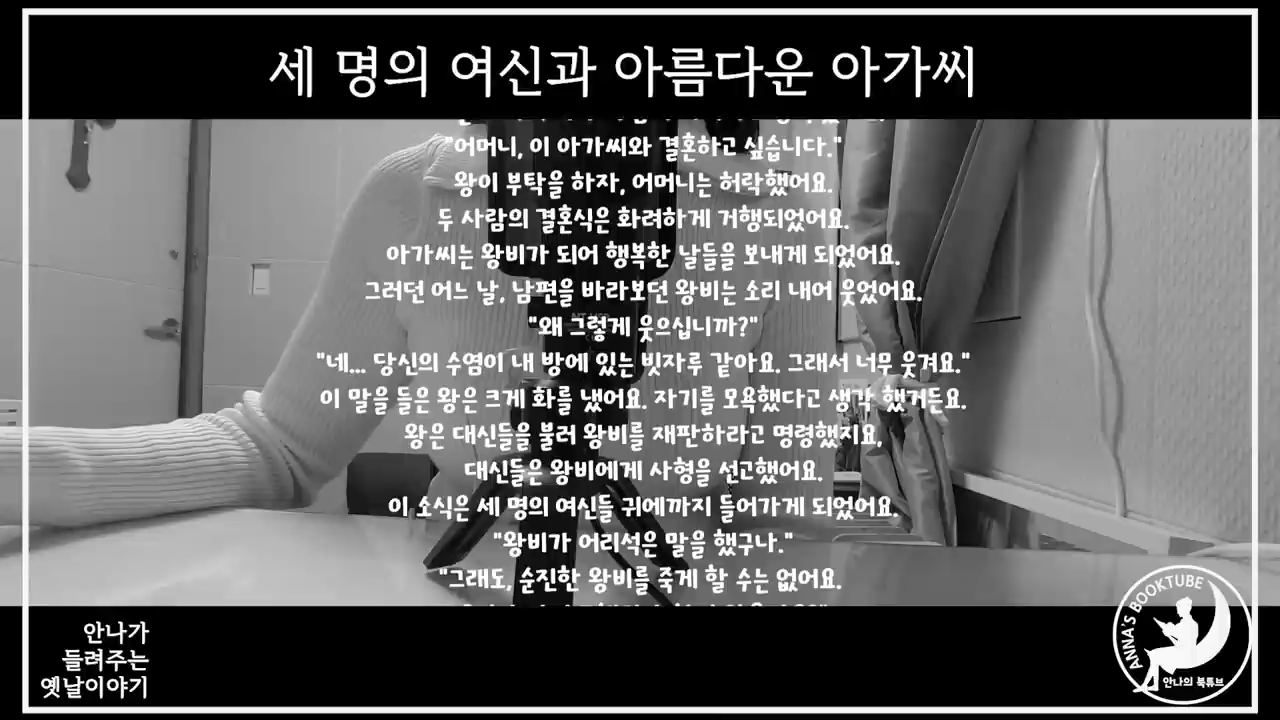 세 명의 여신과 아름다운 아가씨
"어머니, 이 아가씨와 결혼하고 싶습니다."
왕이 부탁을 하자, 어머니는 허락했어요.
두 사람의 결혼식은 화려하게 거행되었어요.
아가씨는 왕비가 되어 행복한 날들을 보내게 되었어요.
그러던 어느 날, 남편을 바라보던 왕비는 소리 내어 웃었어요.
"왜 그렇게 웃으십니까?"
"네... 당신의 수염이 내 방에 있는 빗자루 같아요. 그래서 너무 웃겨요."
이 말을 들은 왕은 크게 화를 냈어요. 자기를 모욕했다고 생각 했거든요.
왕은 대신들을 불러 왕비를 재판하라고 명령했지요,
대신들은 왕비에게 사형을 선고했어요.
이 소식은 세 명의 여신들 귀에까지 들어가게 되었어요.
"왕비가 어리석은 말을 했구나."
"그래도, 순진한 왕비를 죽게 할 수는 없어요.
안나가
들려주는
옛날이야기
ANNA'S BOOKTUBE
안나의 북튜브